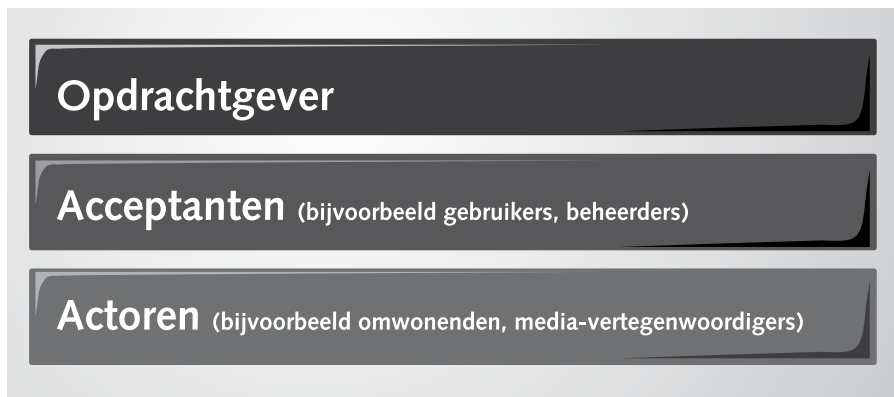 Opdrachtgever
Acceptanten (bijvoorbeeld gebruikers, beheerders)
Actoren (bijvoorbeeld omwonenden, media-vertegenwoordigers)